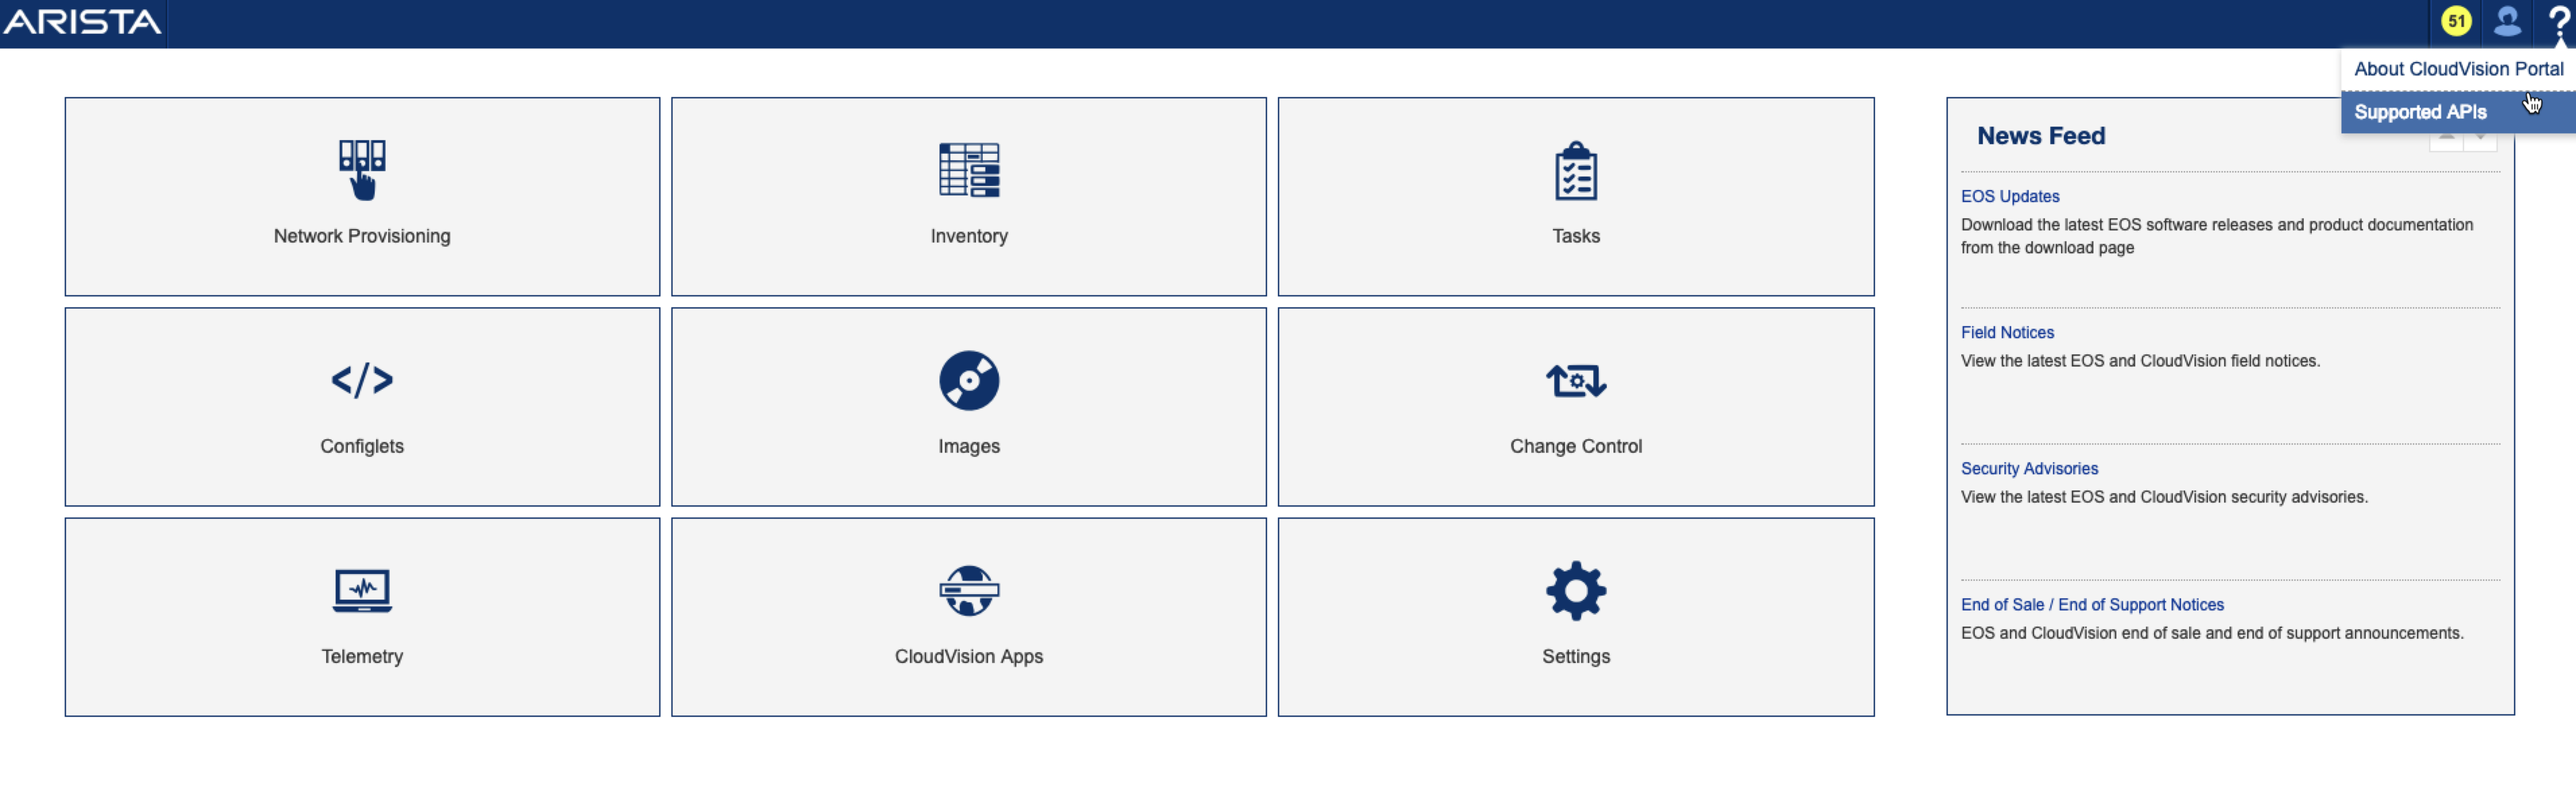 ARISTA
51
?
About CloudVision Portal
Supported APIs
Network Provisioning
Inventory
Tasks
Configlets
Images
Change Control
Telemetry
CloudVision Apps
Settings
News Feed
EOS Updates
Download the latest EOS software releases and product documentation
from the download page
Field Notices
View the latest EOS and CloudVision field notices.
Security Advisories
View the latest EOS and CloudVision security advisories.
End of Sale / End of Support Notices
EOS and CloudVision end of sale and end of support announcements.